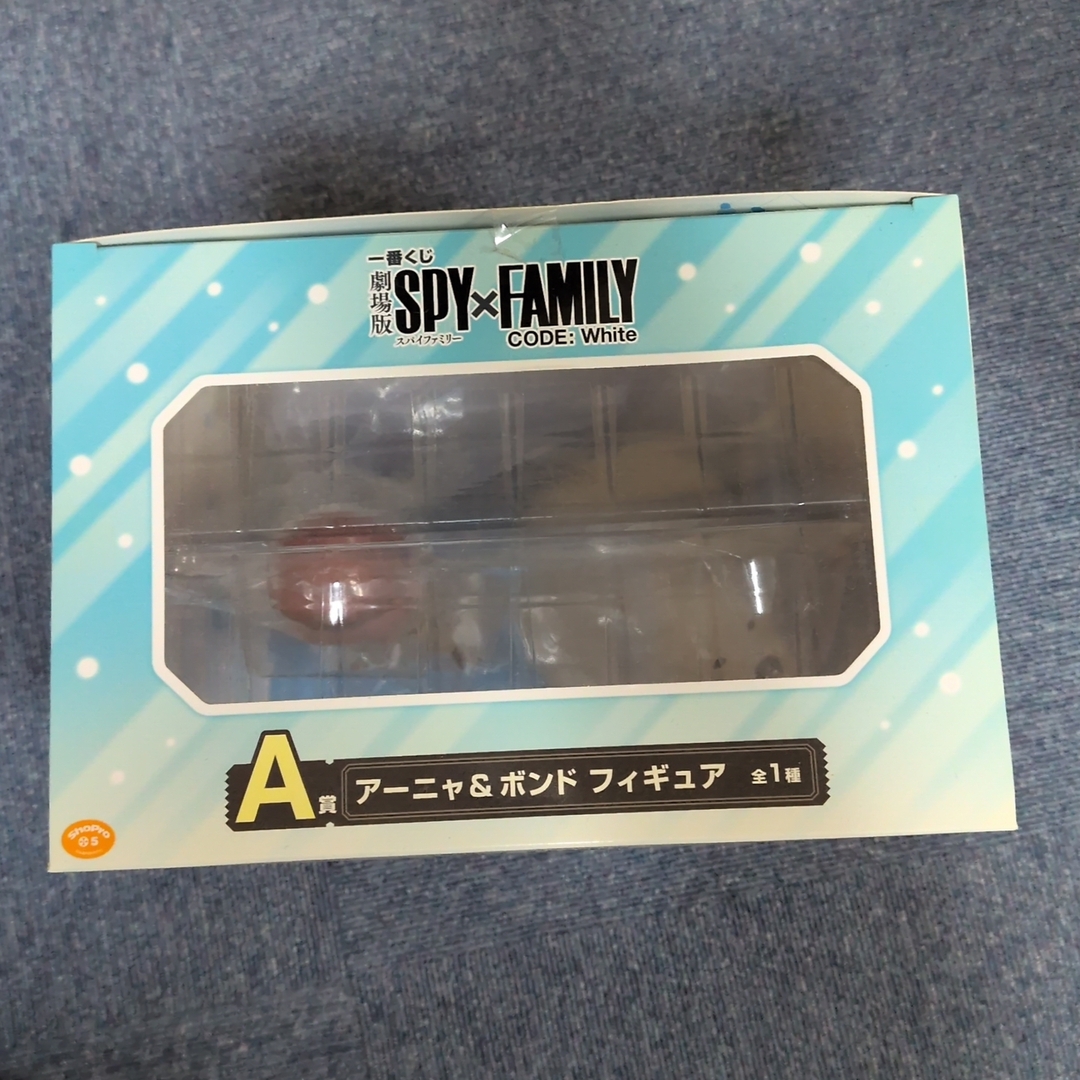 一番くじ
劇場版
SPY×FAMILY
スパイファミリー
CODE: White
A賞
アーニャ&ボンド フィギュア 全1種
ShoPro
5